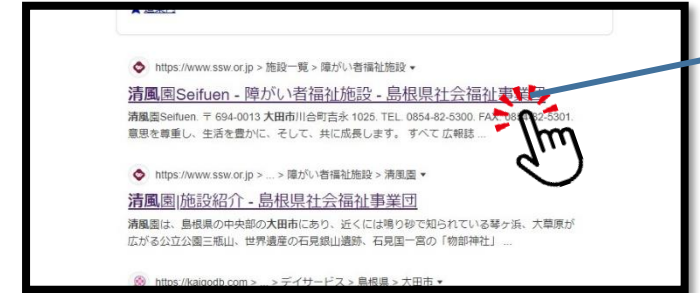 https://www.ssw.or.jp > 施設一覧 > 障がい者福祉施設
清風園Seifuen - 障がい者福祉施設 - 島根県社会福祉事業団
清風園Seifuen. 〒 694-0013 大田市川合町吉永 1025. TEL. 0854-82-5300. FAX. 0854-82-5301.
意思を尊重し、生活を豊かに、そして、共に成長します。 すべて 広報誌 ...
https://www.ssw.or.jp > ... > 障がい者福祉施設 > 清風園
清風園|施設紹介 - 島根県社会福祉事業団
清風園は、島根県の中央部の大田市にあり、近くには鳴り砂で知られている琴ヶ浜、大草原が
広がる公立公園三瓶山、世界遺産の石見銀山遺跡、石見国一宮の「物部神社」 ...
https://kaigodb.com > ... > デイサービス > 島根県 > 大田市